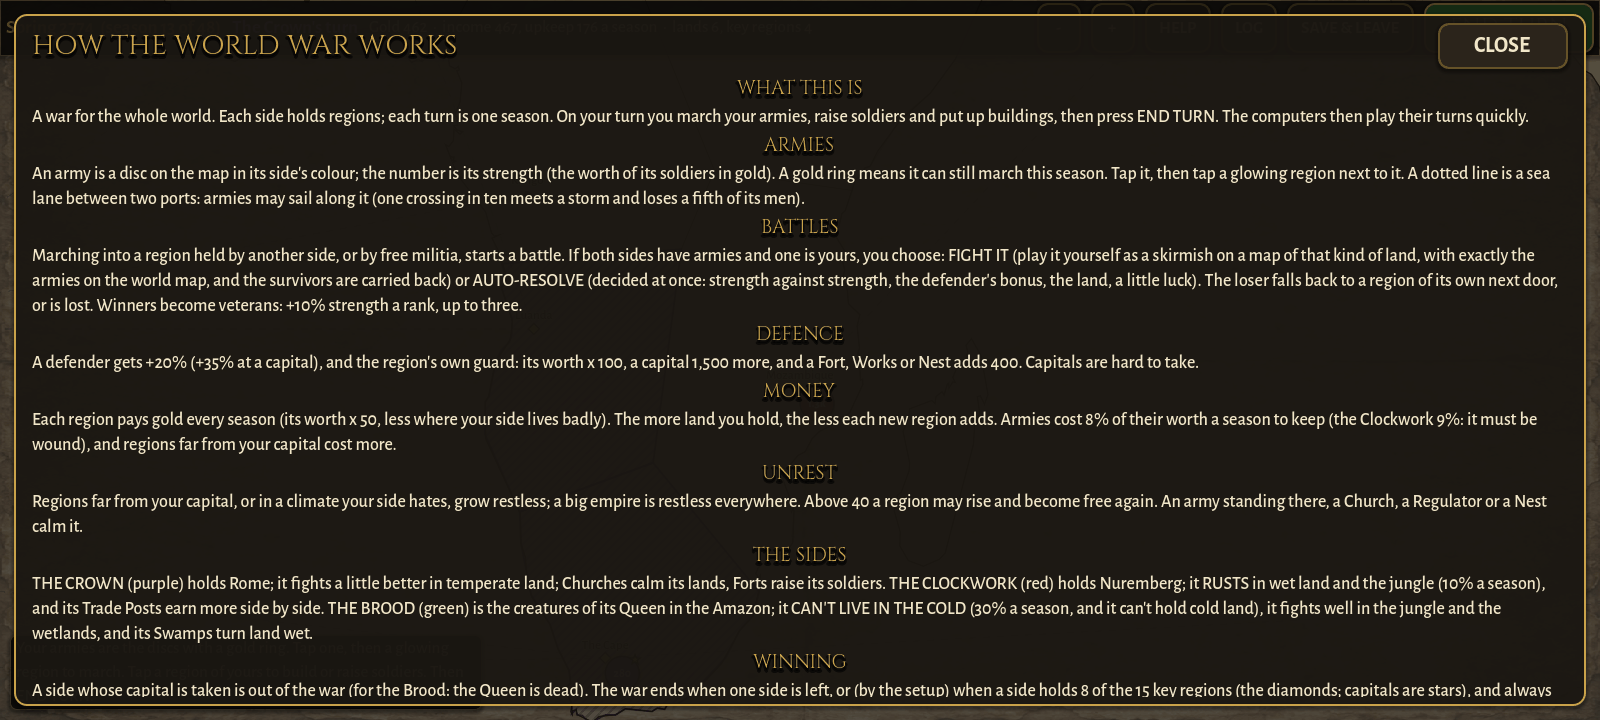 HOW THE WORLD WAR WORKS
CLOSE
WHAT THIS IS
A war for the whole world. Each side holds regions; each turn is one season. On your turn you march your armies, raise soldiers and put up buildings, then press END TURN. The computers then play their turns quickly.
ARMIES
An army is a disc on the map in its side's colour; the number is its strength (the worth of its soldiers in gold). A gold ring means it can still march this season. Tap it, then tap a glowing region next to it. A dotted line is a sea
lane between two ports: armies may sail along it (one crossing in ten meets a storm and loses a fifth of its men).
BATTLES
Marching into a region held by another side, or by free militia, starts a battle. If both sides have armies and one is yours, you choose: FIGHT IT (play it yourself as a skirmish on a map of that kind of land, with exactly the
armies on the world map, and the survivors are carried back) or AUTO-RESOLVE (decided at once: strength against strength, the defender's bonus, the land, a little luck). The loser falls back to a region of its own next door,
or is lost. Winners become veterans: +10% strength a rank, up to three.
DEFENCE
A defender gets +20% (+35% at a capital), and the region's own guard: its worth x 100, a capital 1,500 more, and a Fort, Works or Nest adds 400. Capitals are hard to take.
MONEY
Each region pays gold every season (its worth x 50, less where your side lives badly). The more land you hold, the less each new region adds. Armies cost 8% of their worth a season to keep (the Clockwork 9%: it must be
wound), and regions far from your capital cost more.
UNREST
Regions far from your capital, or in a climate your side hates, grow restless; a big empire is restless everywhere. Above 40 a region may rise and become free again. An army standing there, a Church, a Regulator or a Nest
calm it.
THE SIDES
THE CROWN (purple) holds Rome; it fights a little better in temperate land; Churches calm its lands, Forts raise its soldiers. THE CLOCKWORK (red) holds Nuremberg; it RUSTS in wet land and the jungle (10% a season),
and its Trade Posts earn more side by side. THE BROOD (green) is the creatures of its Queen in the Amazon; it CAN'T LIVE IN THE COLD (30% a season, and it can't hold cold land), it fights well in the jungle and the
wetlands, and its Swamps turn land wet.
WINNING
A side whose capital is taken is out of the war (for the Brood: the Queen is dead). The war ends when one side is left, or (by the setup) when a side holds 8 of the 15 key regions (the diamonds; capitals are stars), and always